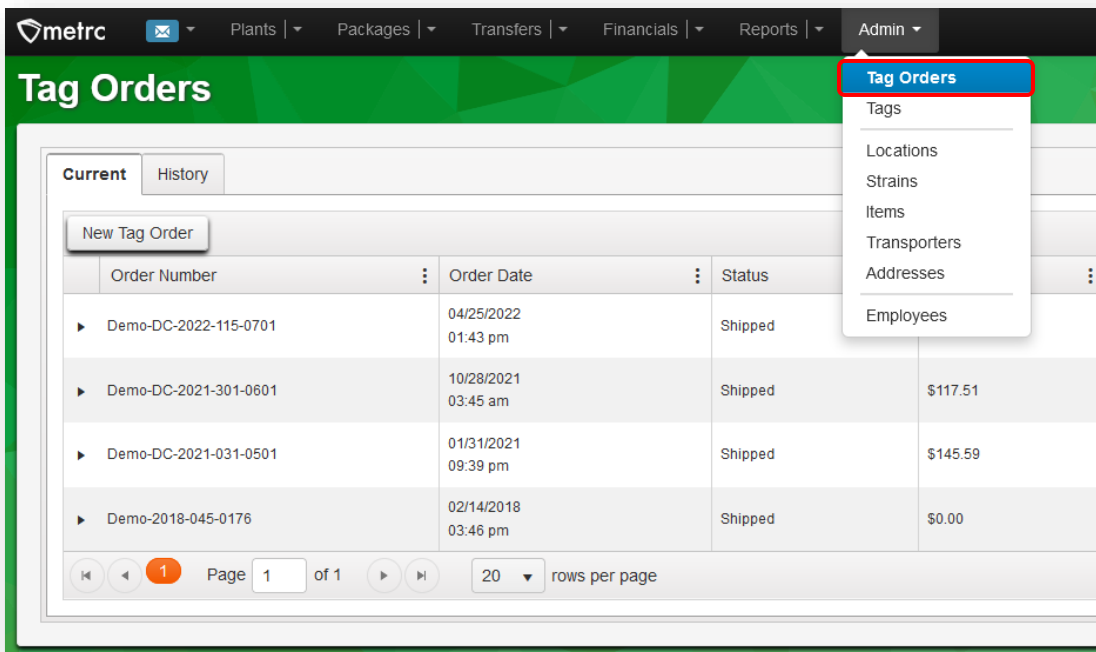 metrc Plants Packages Transfers Financials Reports Admin
Tag Orders
Tag Orders
Tags
Locations
Strains
Items
Transporters
Addresses
Employees
Current History
New Tag Order
Order Number Order Date Status
Demo-DC-2022-115-0701 04/25/2022 01:43 pm Shipped
Demo-DC-2021-301-0601 10/28/2021 03:45 am Shipped $117.51
Demo-DC-2021-031-0501 01/31/2021 09:39 pm Shipped $145.59
Demo-2018-045-0176 02/14/2018 03:46 pm Shipped $0.00
1 Page 1 of 1 20 rows per page